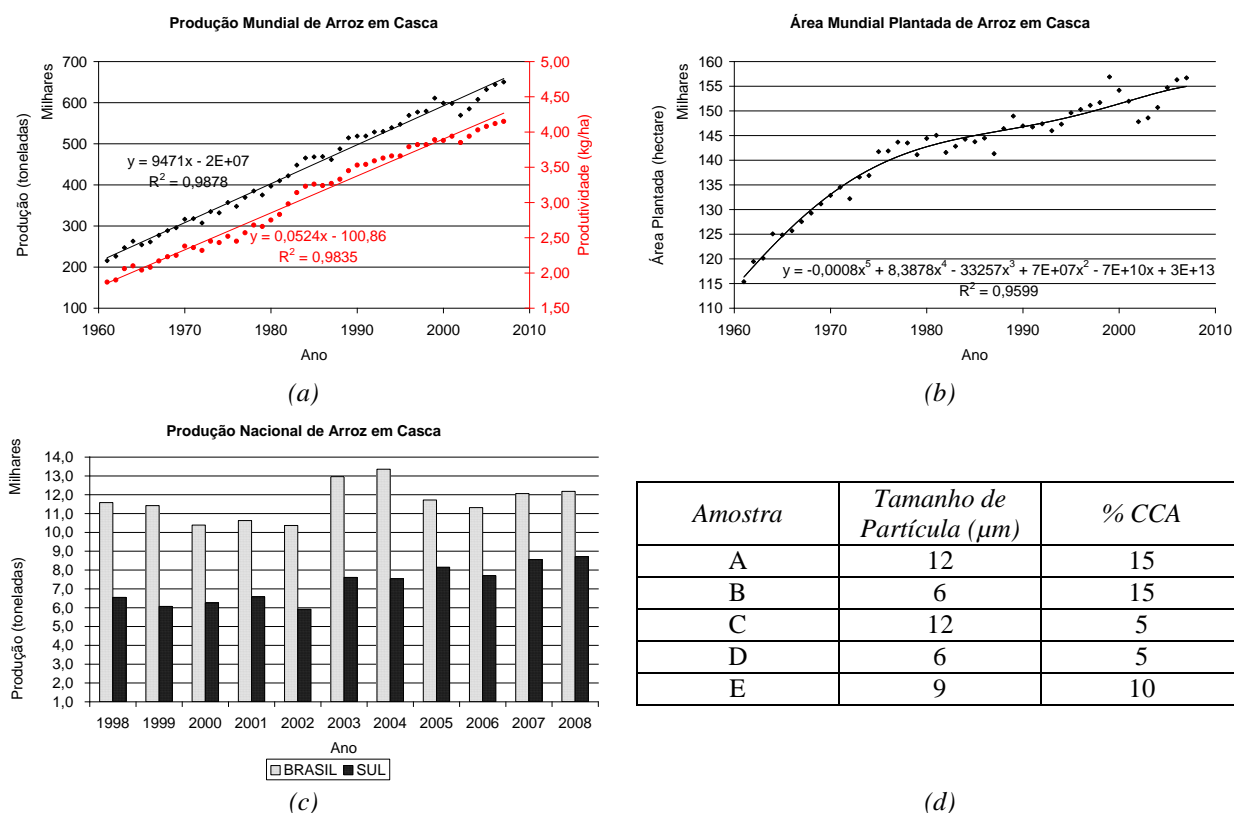 Produção Mundial de Arroz em Casca
Milhares
Produção (toneladas)
700
600
500
400
300
200
100
5,00
4,50
4,00
3,50
3,00
2,50
2,00
1,50
Produtividade (kg/ha)
y = 9471x - 2E+07
R² = 0,9878
y = 0,0524x - 100,86
R² = 0,9835
1960 1970 1980 1990 2000 2010
Ano
(a)
Área Mundial Plantada de Arroz em Casca
Milhares
Área Plantada (hectare)
160
155
150
145
140
135
130
125
120
115
110
y = -0,0008x⁵ + 8,3878x⁴ - 33257x³ + 7E+07x² - 7E+10x + 3E+13
R² = 0,9599
1960 1970 1980 1990 2000 2010
Ano
(b)
Produção Nacional de Arroz em Casca
Milhares
Produção (toneladas)
14,0
13,0
12,0
11,0
10,0
9,0
8,0
7,0
6,0
5,0
4,0
3,0
2,0
1,0
1998 1999 2000 2001 2002 2003 2004 2005 2006 2007 2008
Ano
BRASIL SUL
(c)
Amostra Tamanho de Partícula (µm) % CCA
A 12 15
B 6 15
C 12 5
D 6 5
E 9 10
(d)